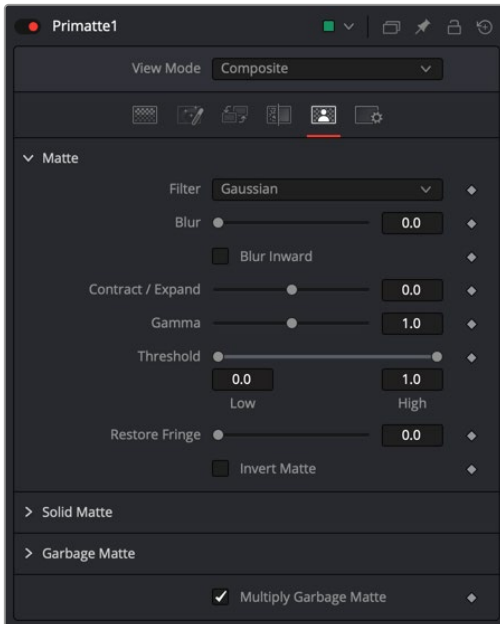 Primatte1
View Mode Composite
Matte
Filter Gaussian
Blur 0.0
Blur Inward
Contract / Expand 0.0
Gamma 1.0
Threshold
0.0 1.0
Low High
Restore Fringe 0.0
Invert Matte
Solid Matte
Garbage Matte
Multiply Garbage Matte